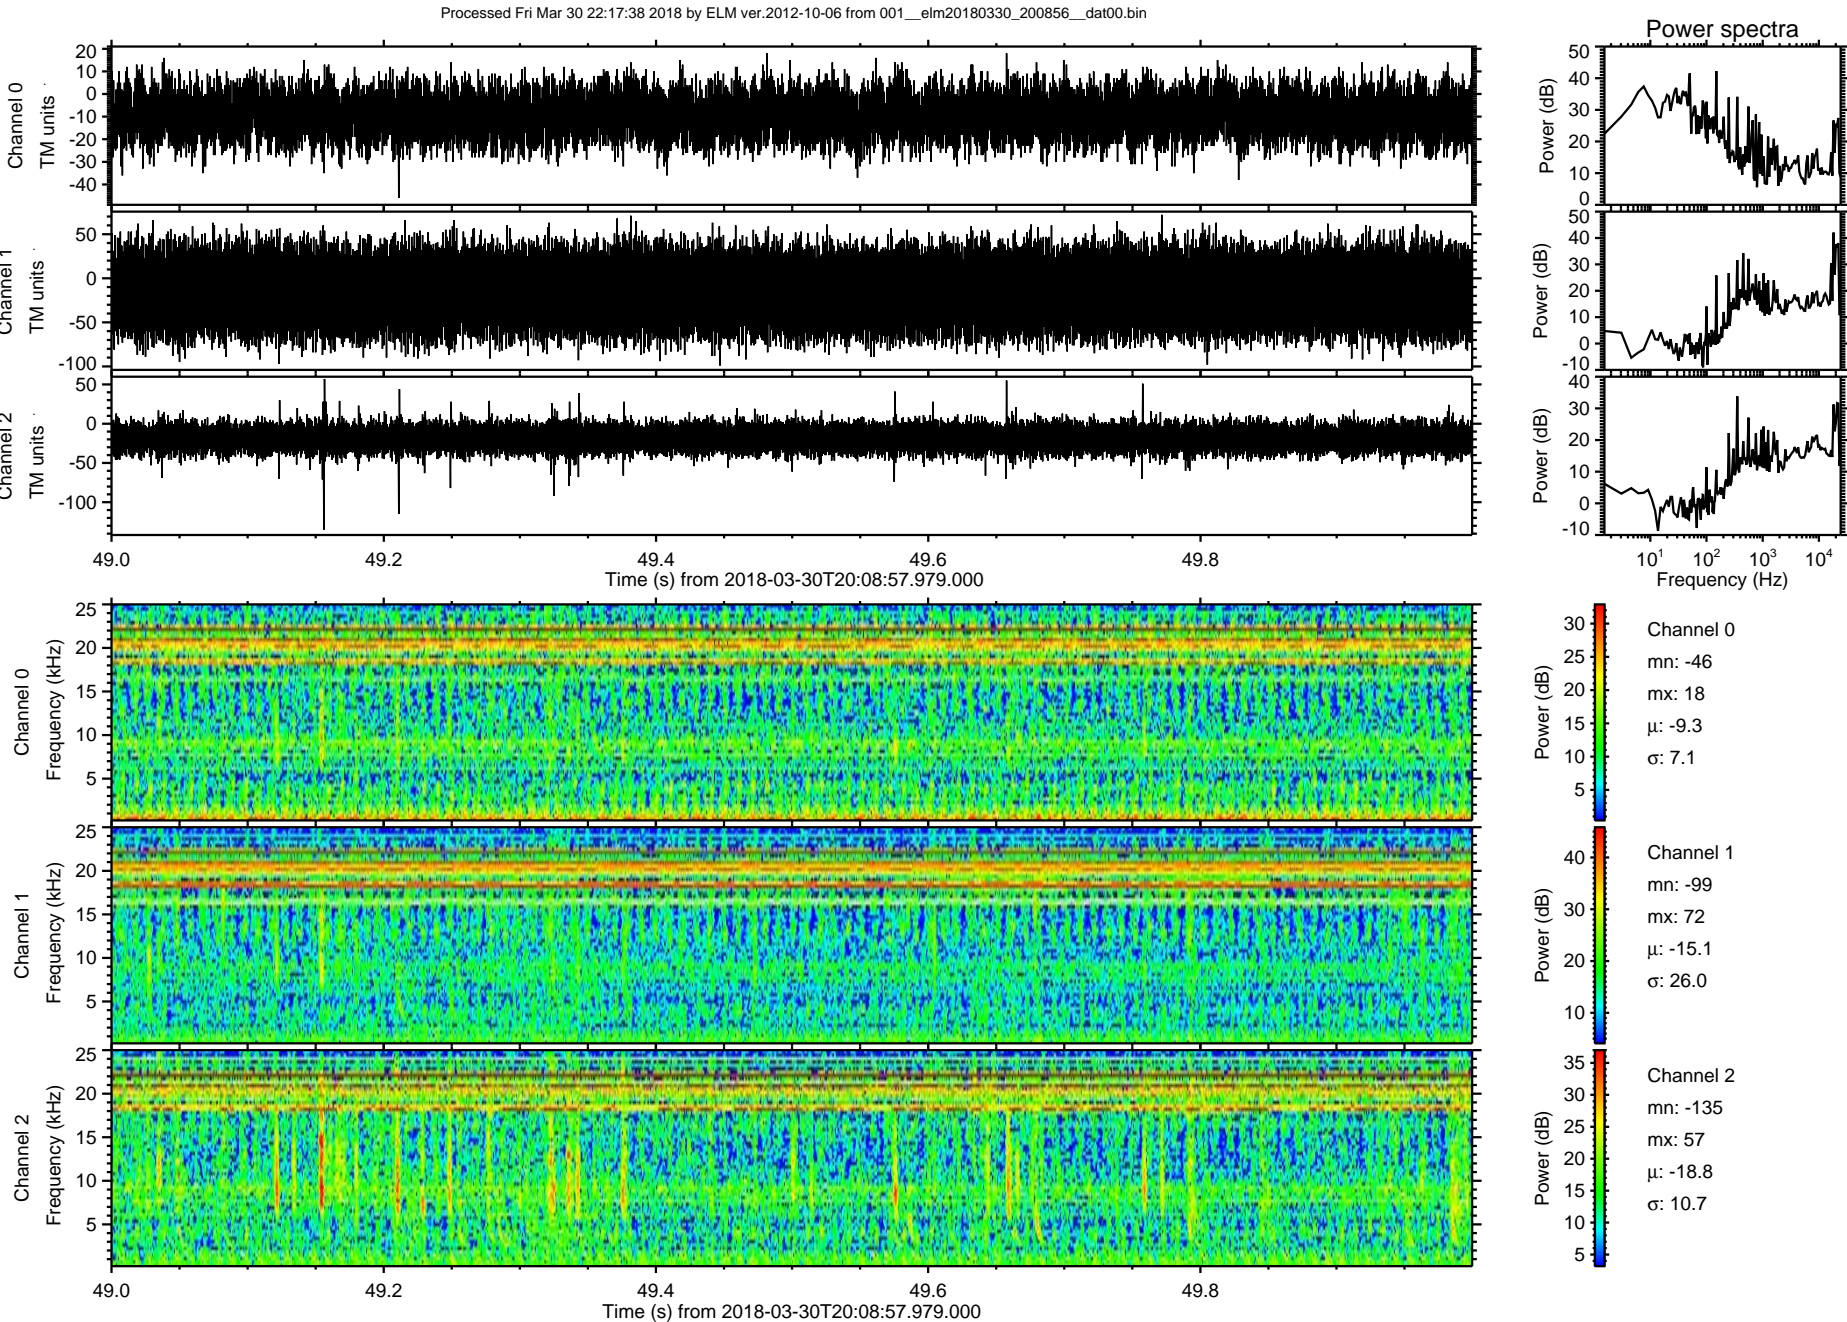 Processed Fri Mar 30 22:17:38 2018 by ELM ver.2012-10-06 from 001__elm20180330_200856__dat00.bin
Power spectra
Channel 0
TM units
20
10
0
-10
-20
-30
-40
Power (dB)
50
40
30
20
10
0
Channel 1
TM units
50
0
-50
-100
Power (dB)
50
40
30
20
10
0
-10
Channel 2
TM units
50
0
-50
-100
Power (dB)
40
30
20
10
0
-10
49.0 49.2 49.4 49.6 49.8
Time (s) from 2018-03-30T20:08:57.979.000
10^1 10^2 10^3 10^4
Frequency (Hz)
Channel 0
Frequency (kHz)
25
20
15
10
5
Power (dB)
30
25
20
15
10
5
Channel 0
mn: -46
mx: 18
μ: -9.3
σ: 7.1
Channel 1
Frequency (kHz)
25
20
15
10
5
Power (dB)
40
30
20
10
Channel 1
mn: -99
mx: 72
μ: -15.1
σ: 26.0
Channel 2
Frequency (kHz)
25
20
15
10
5
Power (dB)
35
30
25
20
15
10
5
Channel 2
mn: -135
mx: 57
μ: -18.8
σ: 10.7
49.0 49.2 49.4 49.6 49.8
Time (s) from 2018-03-30T20:08:57.979.000